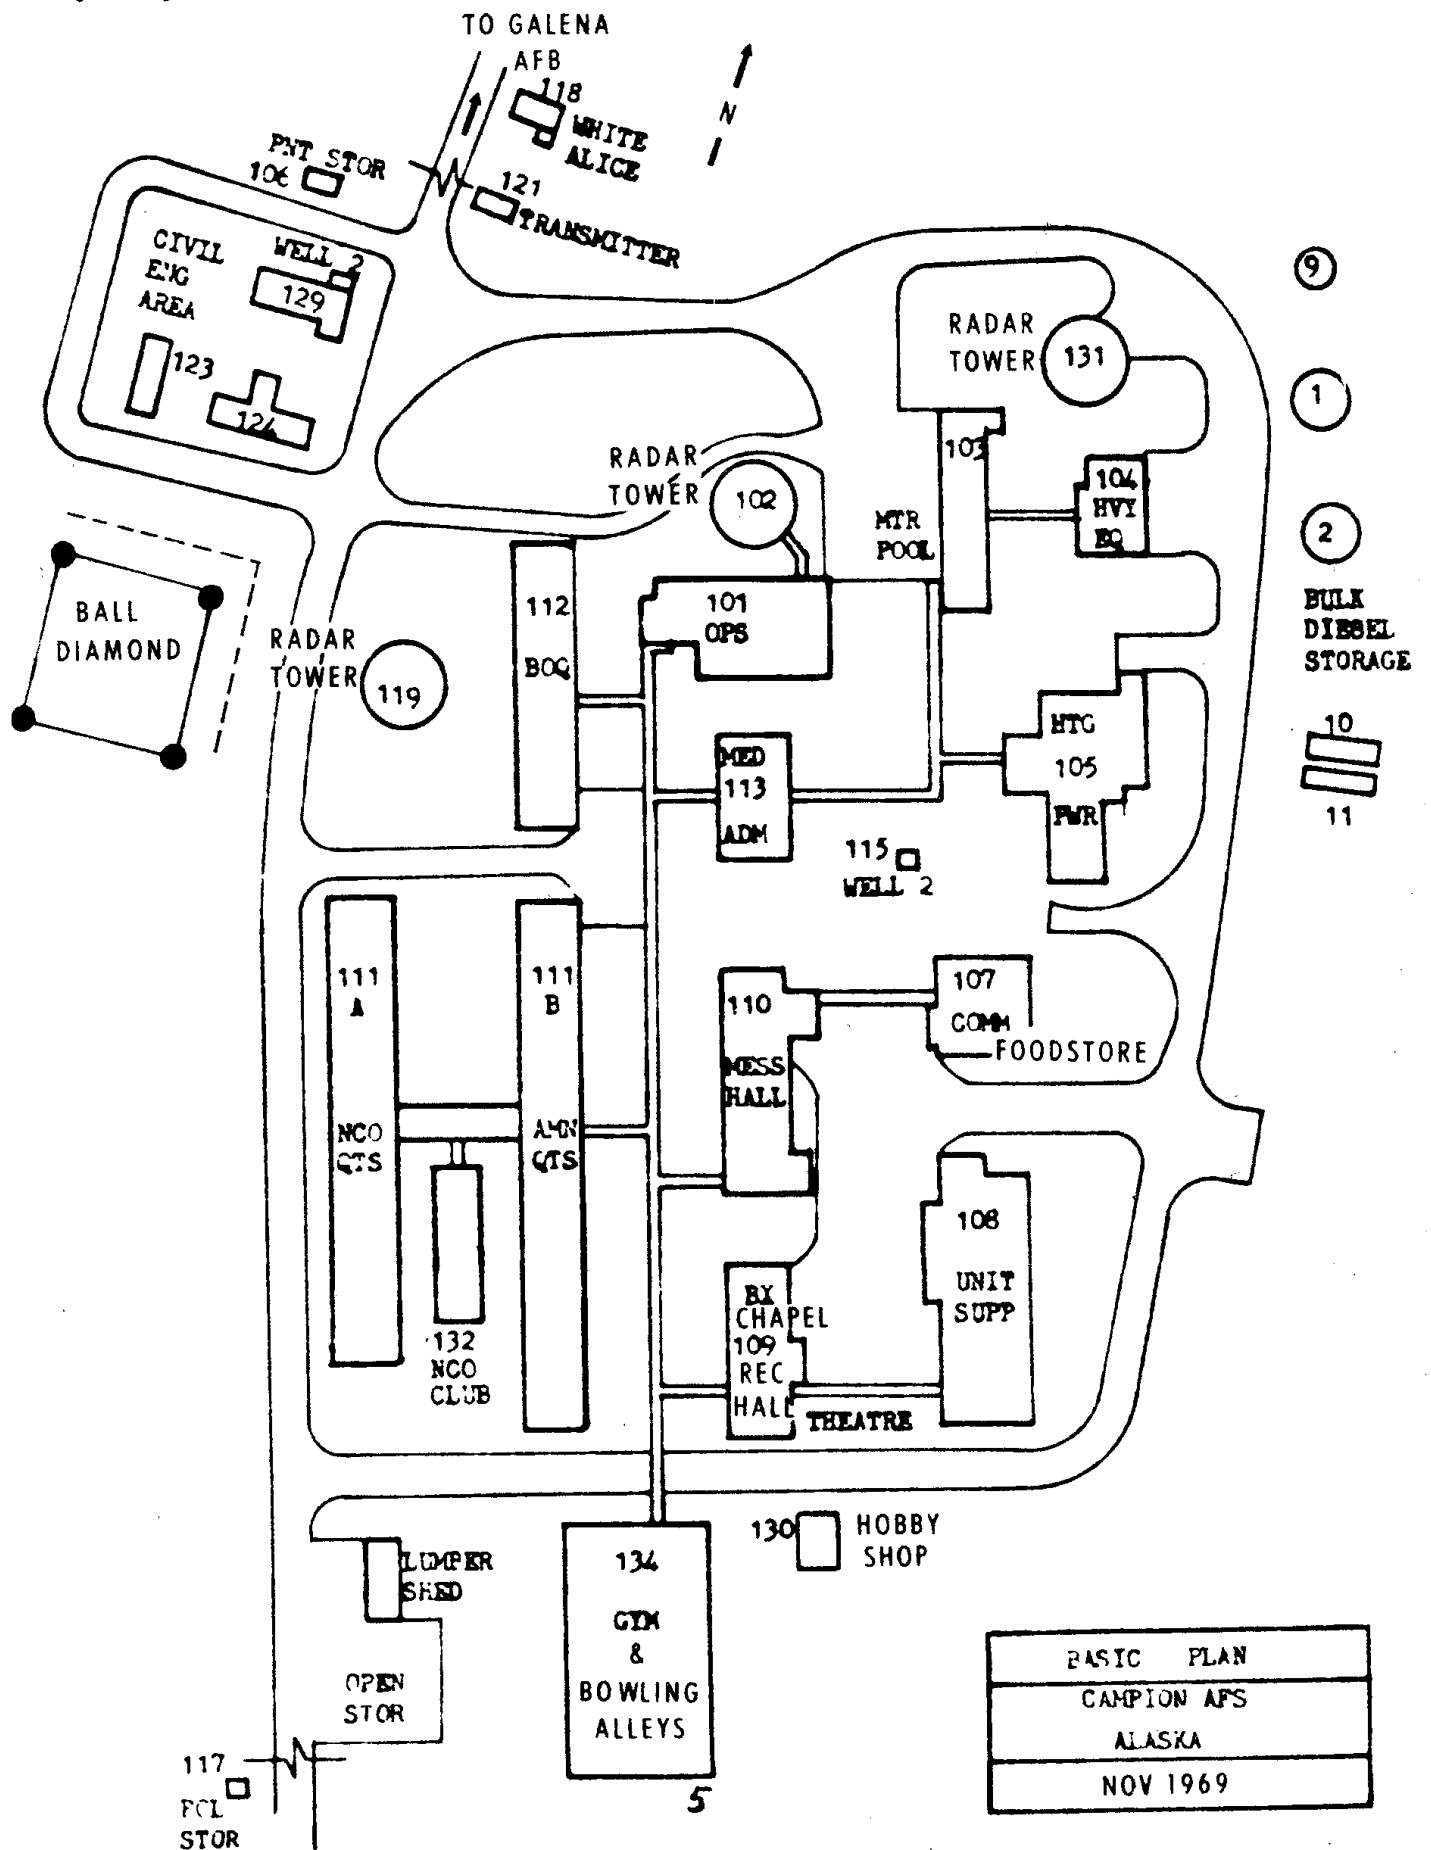 TO GALENA
AFB
118
WHITE
ALICE
N
PNT STOR
106
121
TRANSMITTER
CIVIL
ENG
AREA
WELL 2
129
123
124
9
RADAR
TOWER
131
1
RADAR
TOWER
102
103
MTR
POOL
104
HVY
EQ
2
BULK
DIESEL
STORAGE
BALL
DIAMOND
RADAR
TOWER
119
112
BOQ
101
OPS
HTG
105
PWR
10
11
MED
113
ADM
115
WELL 2
111
A
NCO
QTS
111
B
AMN
QTS
110
MESS
HALL
107
COMM
FOODSTORE
132
NCO
CLUB
108
UNIT
SUPP
BX
CHAPEL
109
REC
HALL
THEATRE
130
HOBBY
SHOP
LUMPER
SHED
134
GYM
&
BOWLING
ALLEYS
5
OPEN
STOR
117
STOR
BASIC PLAN
CAMPION AFS
ALASKA
NOV 1969